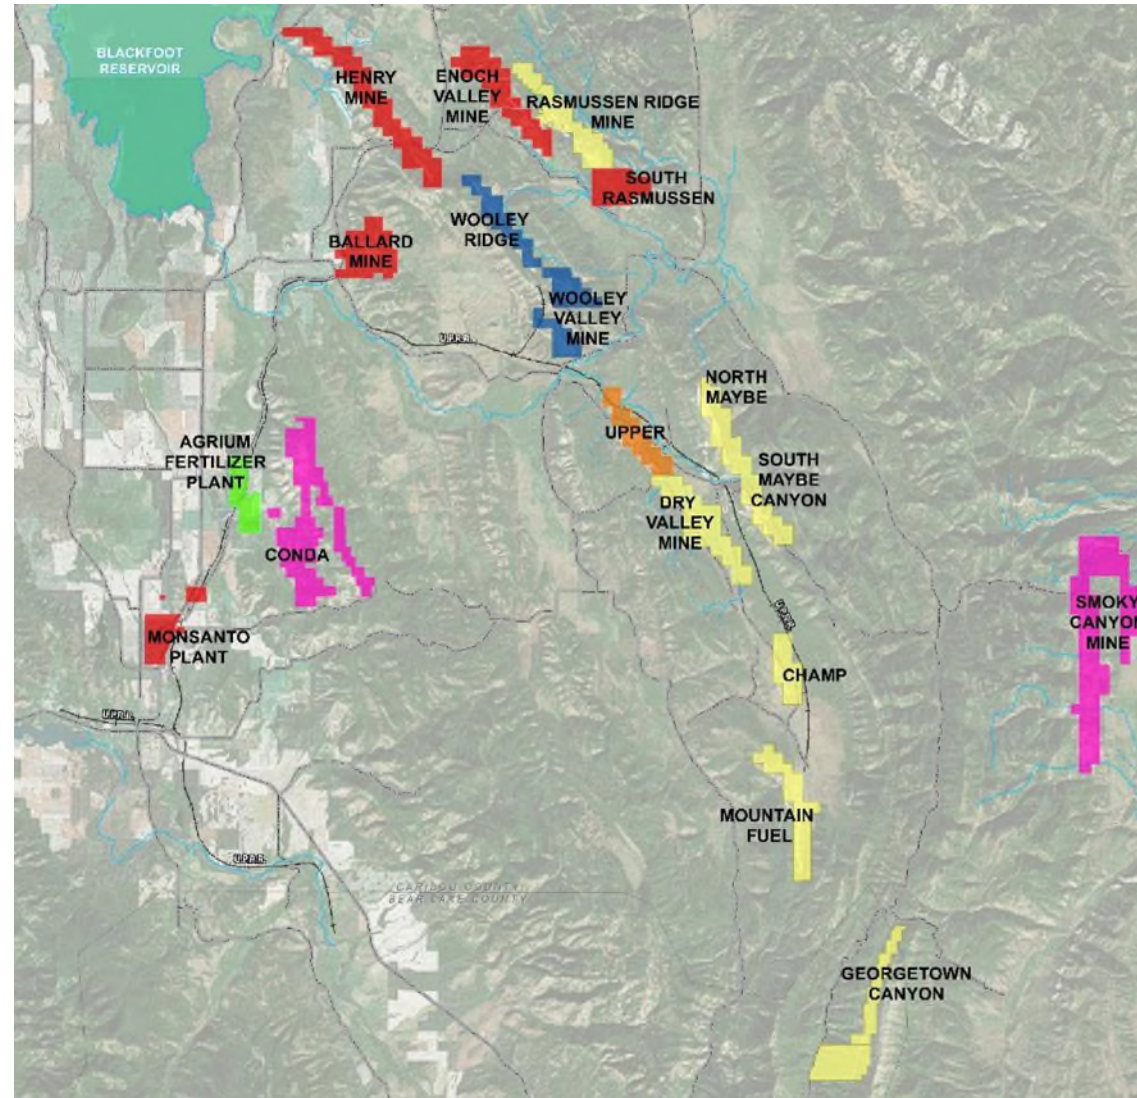 BLACKFOOT
RESERVOIR
HENRY
MINE
ENOCH
VALLEY
MINE
RASMUSSEN RIDGE
MINE
SOUTH
RASMUSSEN
WOOLEY
RIDGE
BALLARD
MINE
WOOLEY
VALLEY
MINE
U.P.R.R.
NORTH
MAYBE
UPPER
AGRIUM
FERTILIZER
PLANT
SOUTH
MAYBE
CANYON
DRY
VALLEY
MINE
CONDA
U.P.R.R.
SMOKY
CANYON
MINE
MONSANTO
PLANT
CHAMP
U.P.R.R.
MOUNTAIN
FUEL
U.P.R.R.
CARIBOU COUNTY
BEAR LAKE COUNTY
GEORGETOWN
CANYON